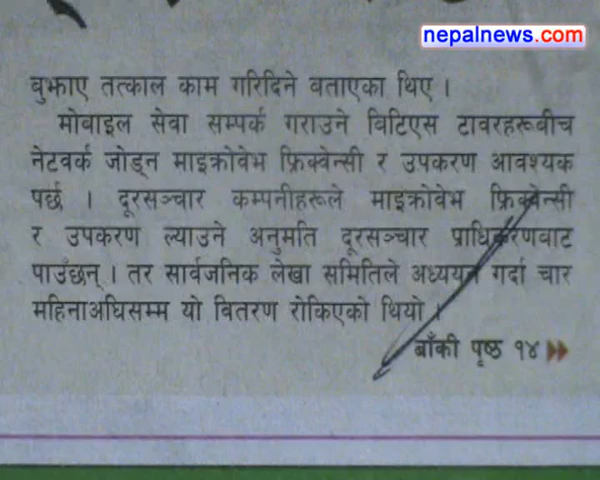 nepalnews.com
बुझाए तत्काल काम गरिदिने बताएका थिए ।
मोबाइल सेवा सम्पर्क गराउने बिटिएस टावरहरूबीच
नेटवर्क जोड्न माइक्रोवेभ फ्रिक्वेन्सी र उपकरण आवश्यक
पर्छ । दूरसञ्चार कम्पनीहरूले माइक्रोवेभ फ्रिक्वेन्सी
र उपकरण ल्याउने अनुमति दूरसञ्चार प्राधिकरणबाट
पाउँछन् । तर सार्वजनिक लेखा समितिले अध्ययन गर्दा चार
महिनाअघिसम्म यो वितरण रोकिएको थियो ।
बाँकी पृष्ठ १४